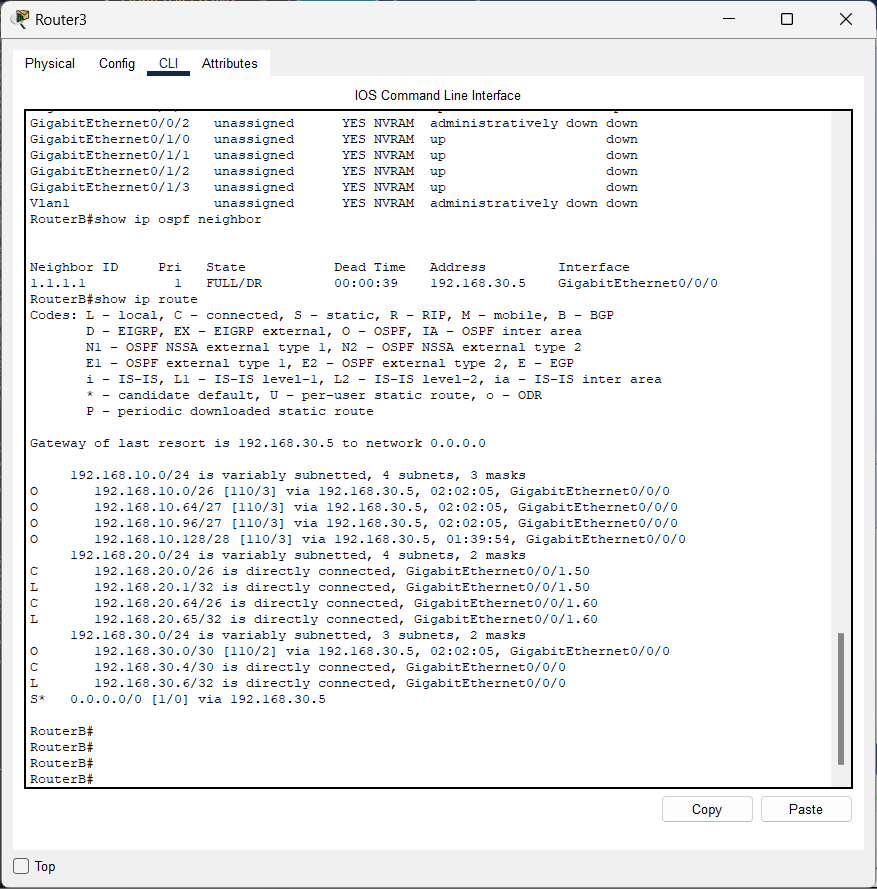 Router3
Physical Config CLI Attributes
IOS Command Line Interface
GigabitEthernet0/0/2   unassigned      YES NVRAM  administratively down down
GigabitEthernet0/1/0   unassigned      YES NVRAM  up                    down
GigabitEthernet0/1/1   unassigned      YES NVRAM  up                    down
GigabitEthernet0/1/2   unassigned      YES NVRAM  up                    down
GigabitEthernet0/1/3   unassigned      YES NVRAM  up                    down
Vlan1                  unassigned      YES NVRAM  administratively down down
RouterB#show ip ospf neighbor
Neighbor ID     Pri   State           Dead Time   Address         Interface
1.1.1.1           1   FULL/DR         00:00:39    192.168.30.5    GigabitEthernet0/0/0
RouterB#show ip route
Codes: L - local, C - connected, S - static, R - RIP, M - mobile, B - BGP
       D - EIGRP, EX - EIGRP external, O - OSPF, IA - OSPF inter area
       N1 - OSPF NSSA external type 1, N2 - OSPF NSSA external type 2
       E1 - OSPF external type 1, E2 - OSPF external type 2, E - EGP
       i - IS-IS, L1 - IS-IS level-1, L2 - IS-IS level-2, ia - IS-IS inter area
       * - candidate default, U - per-user static route, o - ODR
       P - periodic downloaded static route
Gateway of last resort is 192.168.30.5 to network 0.0.0.0
     192.168.10.0/24 is variably subnetted, 4 subnets, 3 masks
O       192.168.10.0/26 [110/3] via 192.168.30.5, 02:02:05, GigabitEthernet0/0/0
O       192.168.10.64/27 [110/3] via 192.168.30.5, 02:02:05, GigabitEthernet0/0/0
O       192.168.10.96/27 [110/3] via 192.168.30.5, 02:02:05, GigabitEthernet0/0/0
O       192.168.10.128/28 [110/3] via 192.168.30.5, 01:39:54, GigabitEthernet0/0/0
     192.168.20.0/24 is variably subnetted, 4 subnets, 2 masks
C       192.168.20.0/26 is directly connected, GigabitEthernet0/0/1.50
L       192.168.20.1/32 is directly connected, GigabitEthernet0/0/1.50
C       192.168.20.64/26 is directly connected, GigabitEthernet0/0/1.60
L       192.168.20.65/32 is directly connected, GigabitEthernet0/0/1.60
     192.168.30.0/24 is variably subnetted, 3 subnets, 2 masks
O       192.168.30.0/30 [110/2] via 192.168.30.5, 02:02:05, GigabitEthernet0/0/0
C       192.168.30.4/30 is directly connected, GigabitEthernet0/0/0
L       192.168.30.6/32 is directly connected, GigabitEthernet0/0/0
S*   0.0.0.0/0 [1/0] via 192.168.30.5
RouterB#
RouterB#
RouterB#
RouterB#
Copy Paste
Top